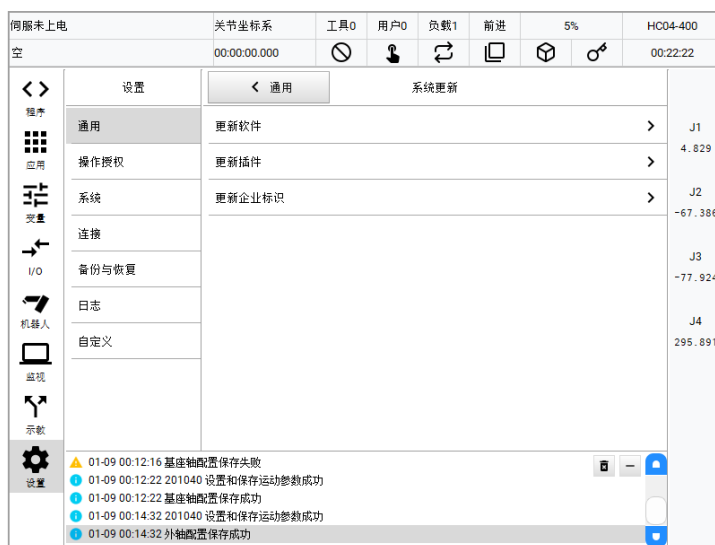 伺服未上电 关节坐标系 工具0 用户0 负载1 前进 5% HC04-400
空 00:00:00.000 00:22:22
程序
应用
变量
I/O
机器人
监视
示教
设置
设置
通用
操作授权
系统
连接
备份与恢复
日志
自定义
通用 系统更新
更新软件
更新插件
更新企业标识
J1
4.829
J2
-67.386
J3
-77.924
J4
295.891
01-09 00:12:16 基座轴配置保存失败
01-09 00:12:22 201040 设置和保存运动参数成功
01-09 00:12:22 基座轴配置保存成功
01-09 00:14:32 201040 设置和保存运动参数成功
01-09 00:14:32 外轴配置保存成功